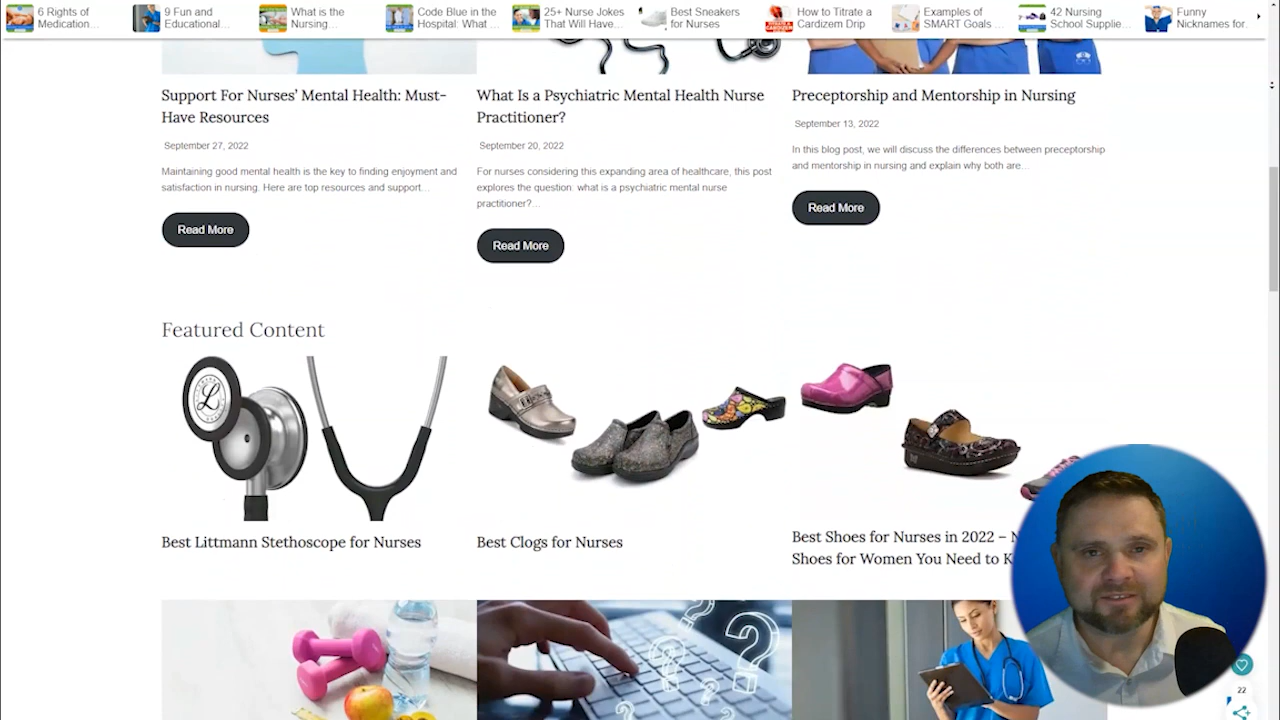 6 Rights of
Medication...
9 Fun and
Educational...
What is the
Nursing...
Code Blue in the
Hospital: What ...
25+ Nurse Jokes
That Will Have...
Best Sneakers
for Nurses
How to Titrate a
Cardizem Drip
Examples of
SMART Goals ...
42 Nursing
School Supplie...
Funny
Nicknames for.
Support For Nurses' Mental Health: Must-
Have Resources
September 27, 2022
Maintaining good mental health is the key to finding enjoyment and
satisfaction in nursing. Here are top resources and support...
Read More
What Is a Psychiatric Mental Health Nurse
Practitioner?
September 20, 2022
For nurses considering this expanding area of healthcare, this post
explores the question. what is a psychiatric mental nurse
practitioner?...
Read More
Preceptorship and Mentorship in Nursing
September 13, 2022
In this blog post, we will discuss the differences between preceptorship
and mentorship in nursing and explain why both are...
Read More
Featured Content
Best Littmann Stethoscope for Nurses
Best Clogs for Nurses
Best Shoes for Nurses in 2022 –
Shoes for Women You Need to
22